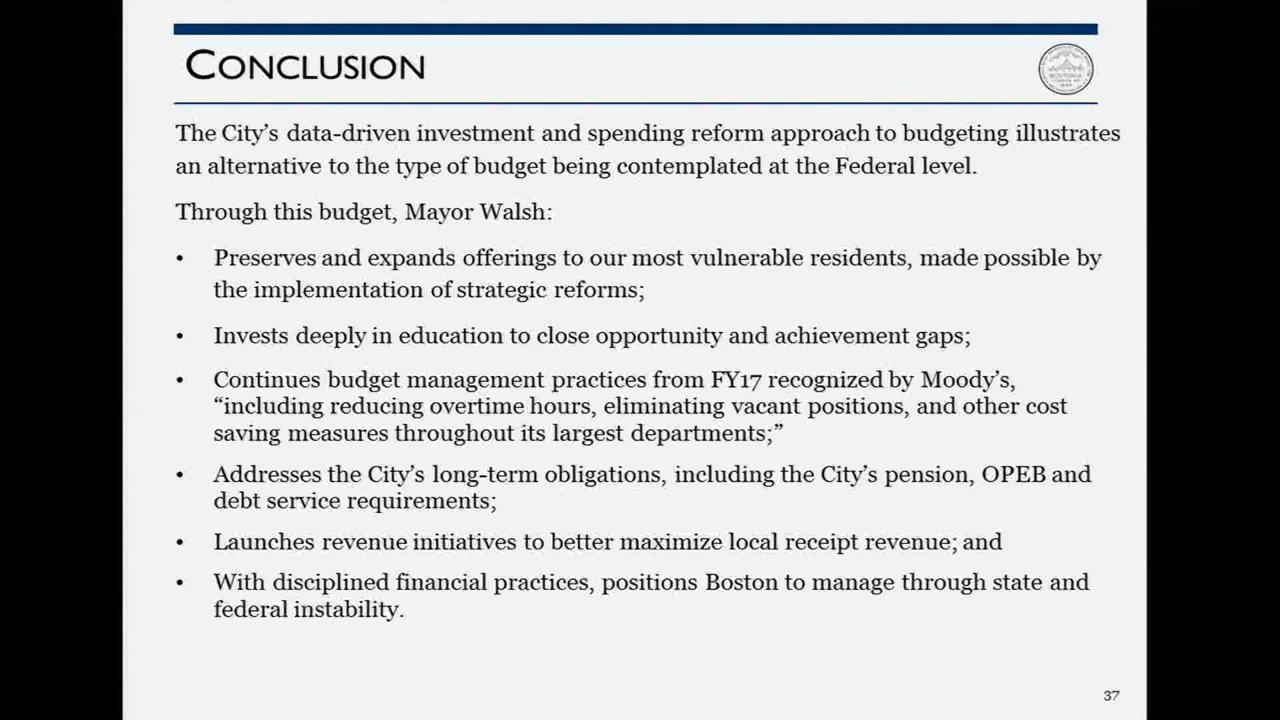 CONCLUSION
The City's data-driven investment and spending reform approach to budgeting illustrates
an alternative to the type of budget being contemplated at the Federal level.
Through this budget, Mayor Walsh:
• Preserves and expands offerings to our most vulnerable residents, made possible by
the implementation of strategic reforms;
• Invests deeply in education to close opportunity and achievement gaps;
• Continues budget management practices from FY17 recognized by Moody's,
“including reducing overtime hours, eliminating vacant positions, and other cost
saving measures throughout its largest departments;”
• Addresses the City's long-term obligations, including the City's pension, OPEB and
debt service requirements;
• Launches revenue initiatives to better maximize local receipt revenue; and
• With disciplined financial practices, positions Boston to manage through state and
federal instability.
37